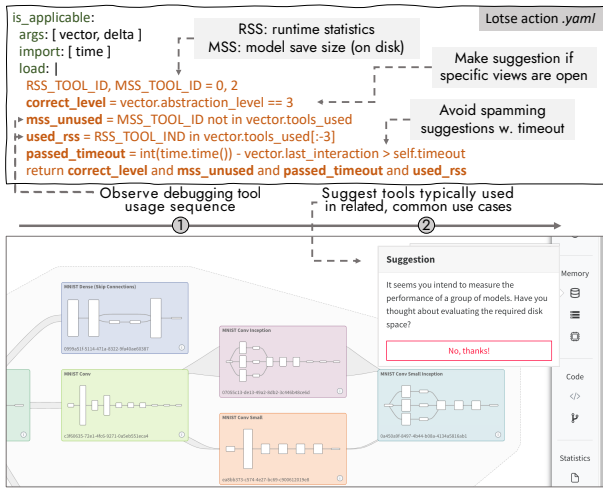 is_applicable:
args: [ vector, delta ]
import: [ time ]
load: |
RSS_TOOL_ID, MSS_TOOL_ID = 0, 2
correct_level = vector.abstraction_level == 3
mss_unused = MSS_TOOL_ID not in vector.tools_used
used_rss = RSS_TOOL_IND in vector.tools_used[:-3]
passed_timeout = int(time.time()) - vector.last_interaction > self.timeout
return correct_level and mss_unused and passed_timeout and used_rss
RSS: runtime statistics
MSS: model save size (on disk)
Lotse action .yaml
Make suggestion if
specific views are open
Avoid spamming
suggestions w. timeout
Observe debugging tool
usage sequence
Suggest tools typically used
in related, common use cases
1
2
Suggestion
It seems you intend to measure the
performance of a group of models. Have you
thought about evaluating the required disk
space?
No, thanks!
Memory
Code
</>
Statistics
MNIST Dense (Skip Connections)
MNIST Conv
MNIST Conv Inception
MNIST Conv Small
MNIST Conv Small Inception